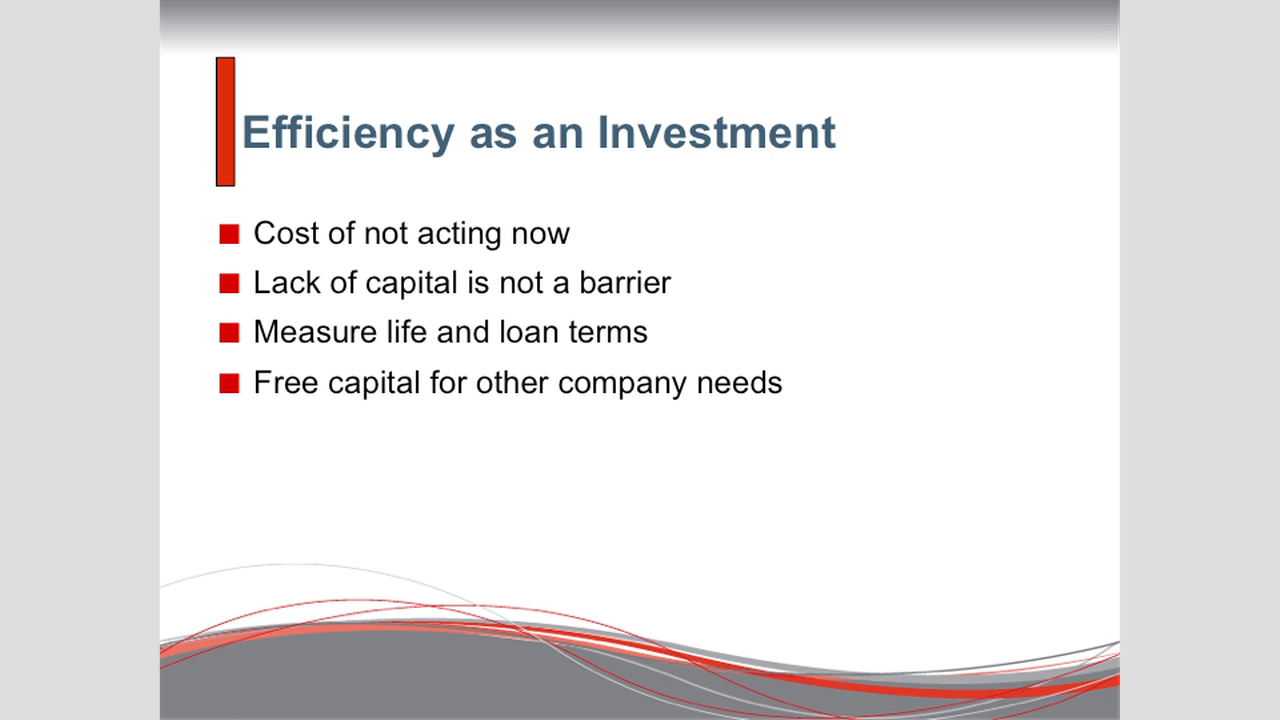 Efficiency as an Investment
Cost of not acting now
Lack of capital is not a barrier
Measure life and loan terms
Free capital for other company needs